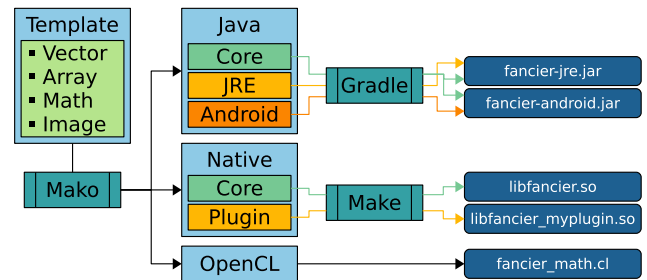 Template
▪ Vector
▪ Array
▪ Math
▪ Image
Mako
Java
Core
JRE
Android
Gradle
fancier-jre.jar
fancier-android.jar
Native
Core
Plugin
Make
libfancier.so
libfancier_myplugin.so
OpenCL
fancier_math.cl